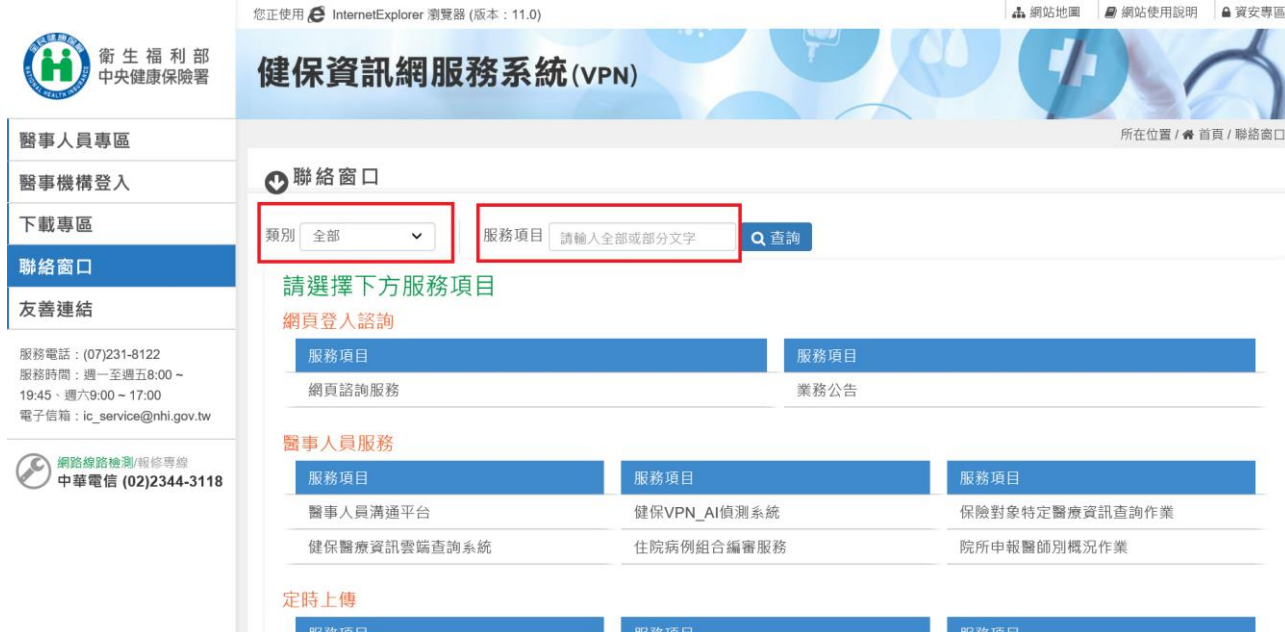 您正使用 InternetExplorer 瀏覽器 (版本：11.0)
網站地圖 網站使用說明 資安專區
衛生福利部
中央健康保險署
健保資訊網服務系統(VPN)
所在位置 / 首頁 / 聯絡窗口
醫事人員專區
醫事機構登入
下載專區
聯絡窗口
友善連結
服務電話：(07)231-8122
服務時間：週一至週五8:00 ~
19:45、週六9:00 ~ 17:00
電子信箱：ic_service@nhi.gov.tw
網路線路檢測/報修專線
中華電信 (02)2344-3118
聯絡窗口
類別 全部 服務項目 請輸入全部或部分文字 查詢
請選擇下方服務項目
網頁登入諮詢
服務項目 服務項目
網頁諮詢服務 業務公告
醫事人員服務
服務項目 服務項目 服務項目
醫事人員溝通平台 健保VPN_AI偵測系統 保險對象特定醫療資訊查詢作業
健保醫療資訊雲端查詢系統 住院病例組合編審服務 院所申報醫師別概況作業
定時上傳
服務項目 服務項目 服務項目